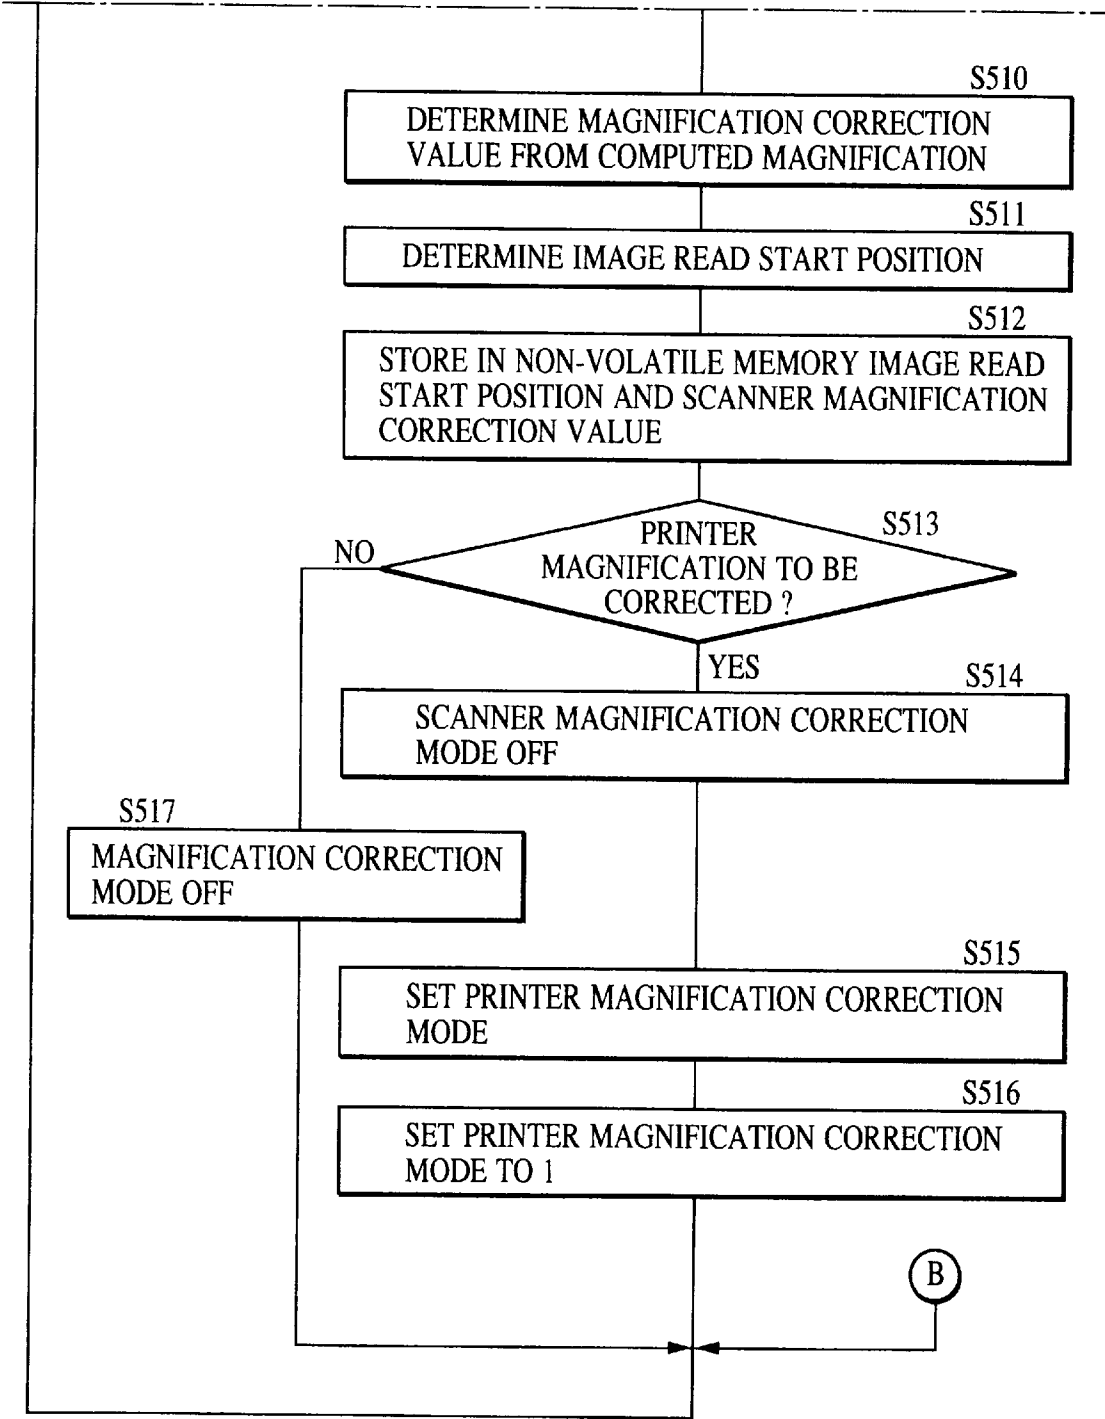 S510
DETERMINE MAGNIFICATION CORRECTION
VALUE FROM COMPUTED MAGNIFICATION
S511
DETERMINE IMAGE READ START POSITION
S512
STORE IN NON-VOLATILE MEMORY IMAGE READ
START POSITION AND SCANNER MAGNIFICATION
CORRECTION VALUE
S513
PRINTER
MAGNIFICATION TO BE
CORRECTED ?
NO
YES
S514
SCANNER MAGNIFICATION CORRECTION
MODE OFF
S517
MAGNIFICATION CORRECTION
MODE OFF
S515
SET PRINTER MAGNIFICATION CORRECTION
MODE
S516
SET PRINTER MAGNIFICATION CORRECTION
MODE TO 1
B